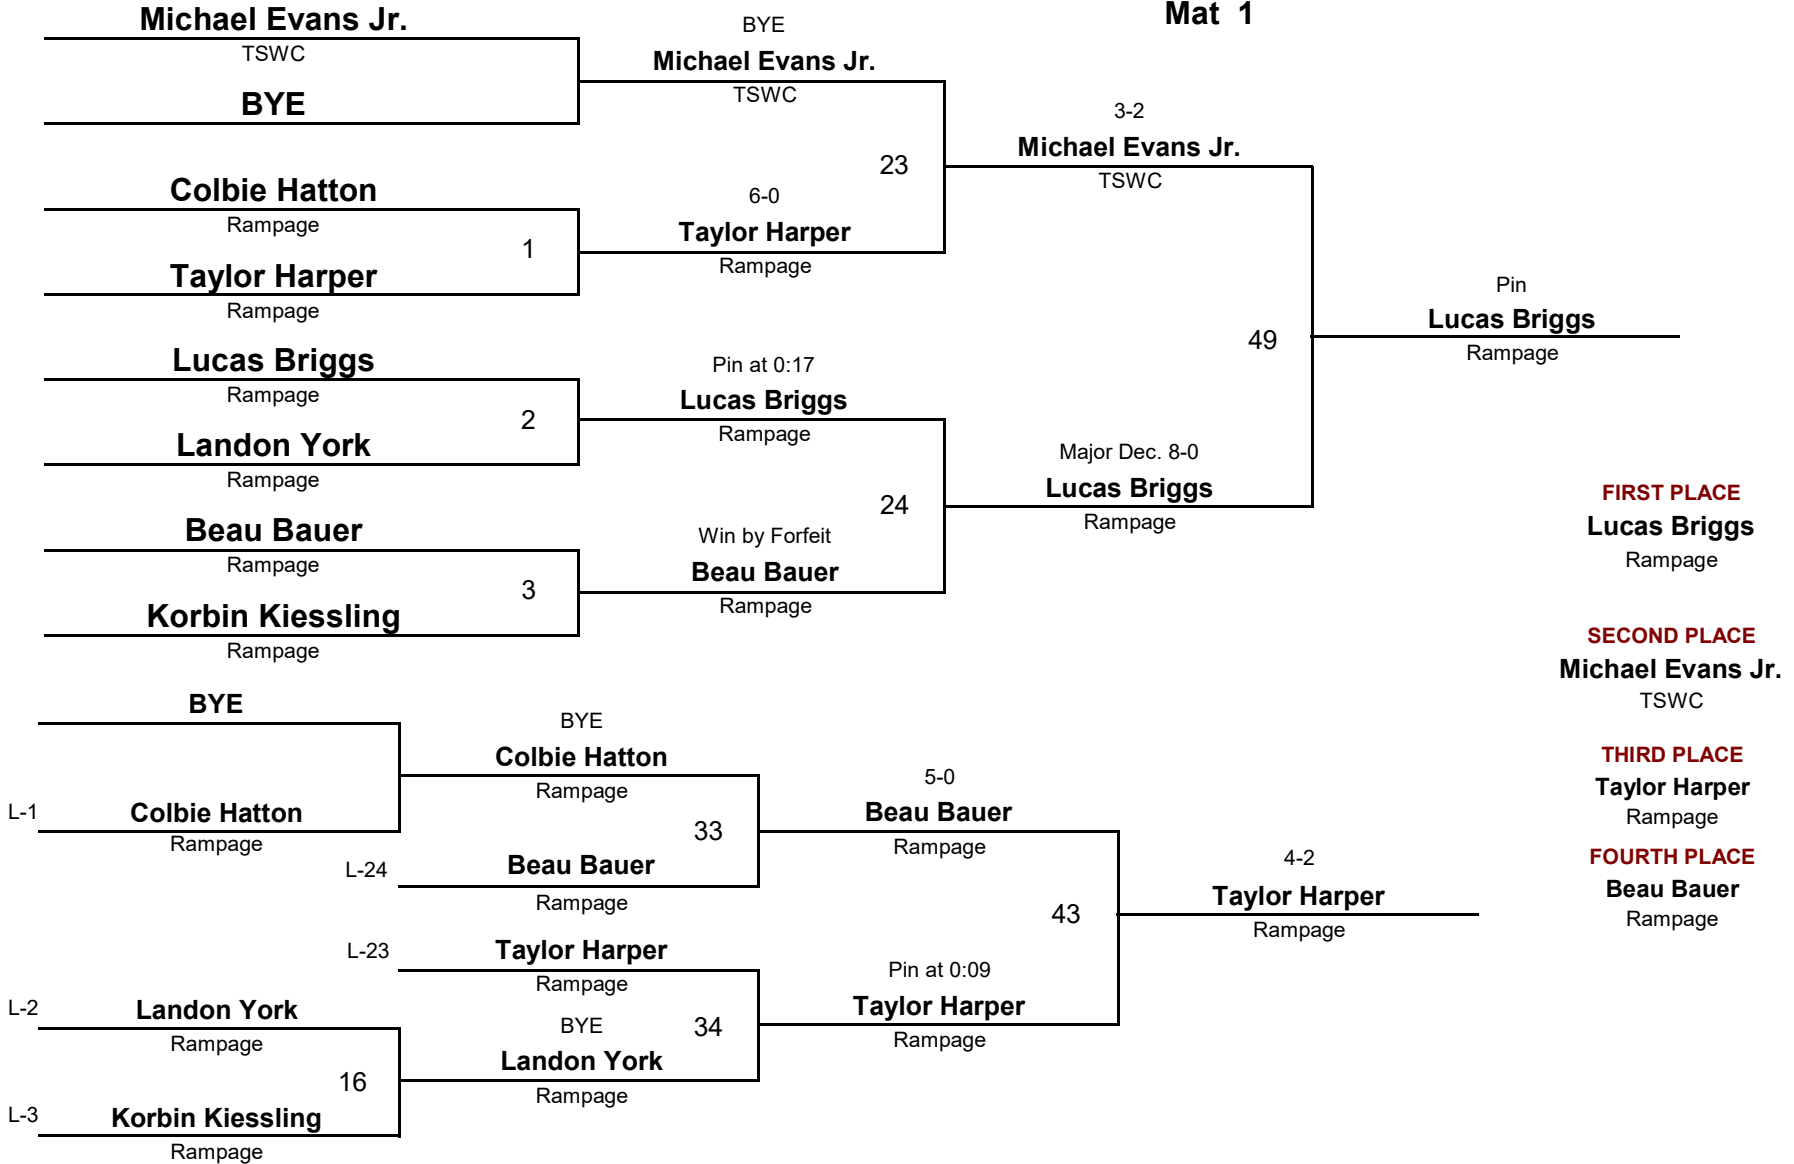 Mat 1
Michael Evans Jr.
TSWC
BYE
Colbie Hatton
Rampage
1
Taylor Harper
Rampage
Lucas Briggs
Rampage
2
Landon York
Rampage
Beau Bauer
Rampage
3
Korbin Kiessling
Rampage
BYE
Michael Evans Jr.
TSWC
23
6-0
Taylor Harper
Rampage
Pin at 0:17
Lucas Briggs
Rampage
24
Win by Forfeit
Beau Bauer
Rampage
3-2
Michael Evans Jr.
TSWC
49
Major Dec. 8-0
Lucas Briggs
Rampage
Pin
Lucas Briggs
Rampage
BYE
L-1
Colbie Hatton
Rampage
L-2
Landon York
Rampage
16
L-3
Korbin Kiessling
Rampage
BYE
Colbie Hatton
Rampage
33
L-24
Beau Bauer
Rampage
L-23
Taylor Harper
Rampage
BYE
34
Landon York
Rampage
5-0
Beau Bauer
Rampage
43
Pin at 0:09
Taylor Harper
Rampage
4-2
Taylor Harper
Rampage
FIRST PLACE
Lucas Briggs
Rampage
SECOND PLACE
Michael Evans Jr.
TSWC
THIRD PLACE
Taylor Harper
Rampage
FOURTH PLACE
Beau Bauer
Rampage